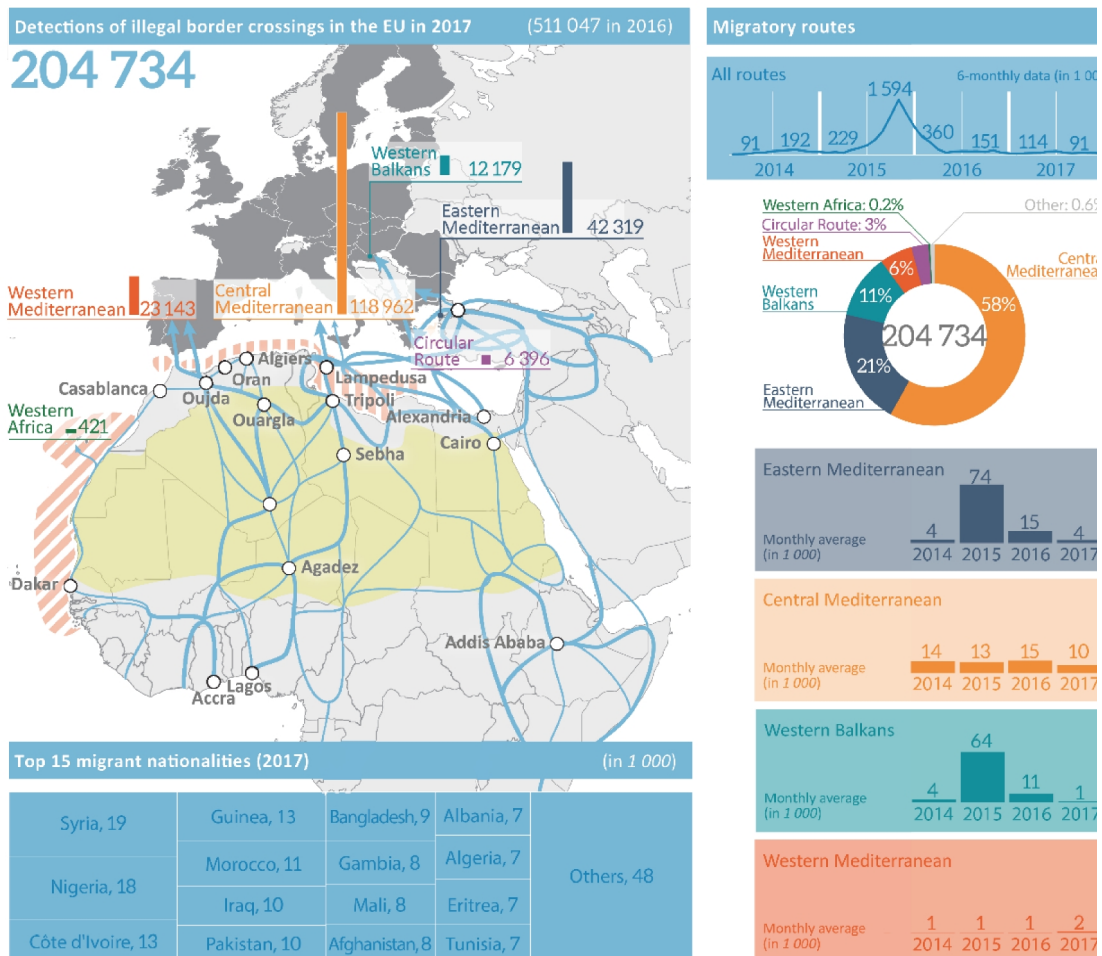 Detections of illegal border crossings in the EU in 2017 (511 047 in 2016)
204 734
Western
Balkans 12 179
Eastern
Mediterranean 42 319
Western
Mediterranean 23 143
Central
Mediterranean 118 962
Circular
Route 6 396
Western
Africa 421
Casablanca
Oujda
Oran
Algiers
Ouargla
Lampedusa
Tripoli
Alexandria
Cairo
Sebha
Agadez
Dakar
Accra
Lagos
Addis Ababa
Top 15 migrant nationalities (2017) (in 1 000)
Syria, 19
Nigeria, 18
Côte d'Ivoire, 13
Guinea, 13
Morocco, 11
Iraq, 10
Pakistan, 10
Bangladesh, 9
Gambia, 8
Mali, 8
Afghanistan, 8
Albania, 7
Algeria, 7
Eritrea, 7
Tunisia, 7
Others, 48
Migratory routes
All routes 6-monthly data (in 1 00
91 192 229 1 594 360 151 114 91
2014 2015 2016 2017
Western Africa: 0.2% Other: 0.6%
Circular Route: 3%
Western
Mediterranean
6%
Western
Balkans
11%
Eastern
Mediterranean
21%
Centra
Mediterranean
58%
204 734
Eastern Mediterranean
Monthly average
(in 1 000)
4 74 15 4
2014 2015 2016 2017
Central Mediterranean
Monthly average
(in 1 000)
14 13 15 10
2014 2015 2016 2017
Western Balkans
Monthly average
(in 1 000)
4 64 11 1
2014 2015 2016 2017
Western Mediterranean
Monthly average
(in 1 000)
1 1 1 2
2014 2015 2016 2017